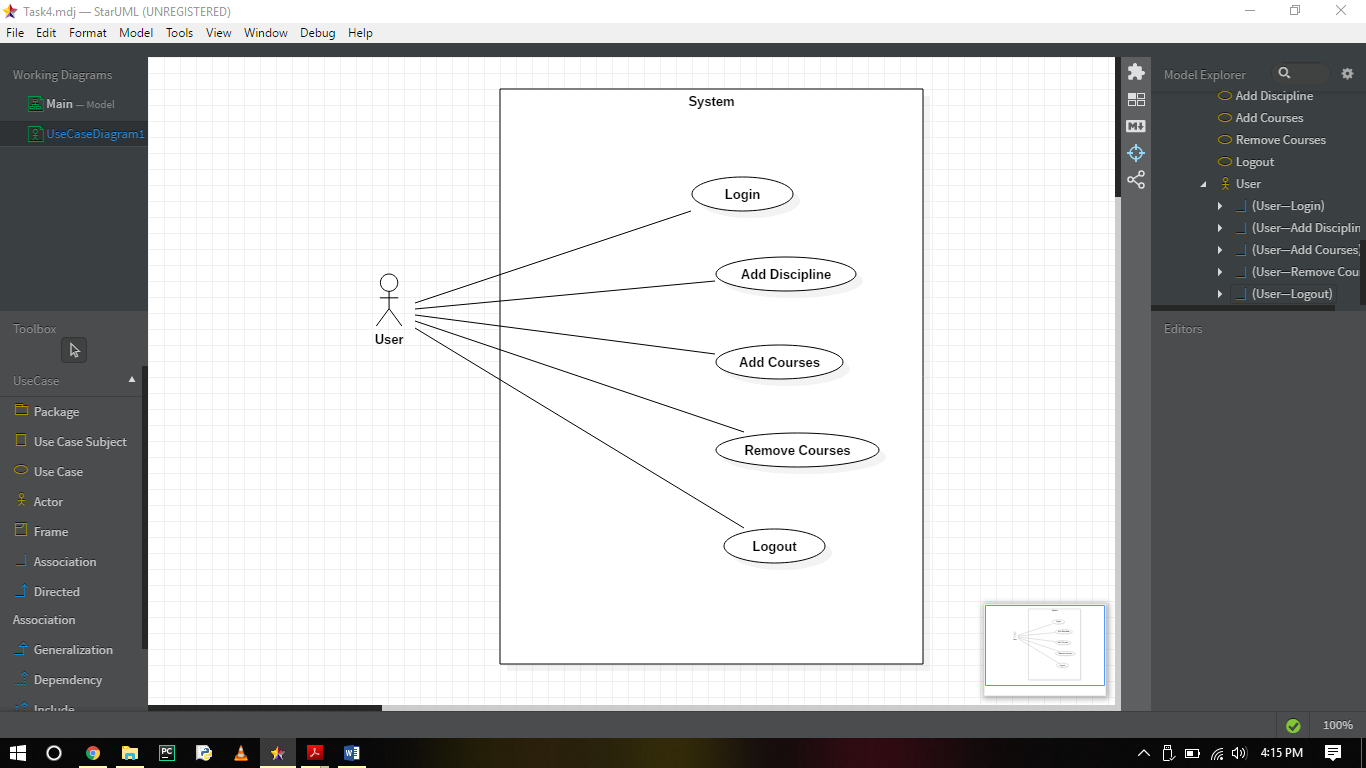 Task4.mdj — StarUML (UNREGISTERED)
File Edit Format Model Tools View Window Debug Help
Working Diagrams
Main — Model
UseCaseDiagram1
Toolbox
UseCase
Package
Use Case Subject
Use Case
Actor
Frame
Association
Directed
Association
Generalization
Dependency
Include
System
Login
Add Discipline
Add Courses
Remove Courses
Logout
User
Model Explorer
Add Discipline
Add Courses
Remove Courses
Logout
User
(User—Login)
(User—Add Disciplin
(User—Add Courses)
(User—Remove Cou
(User—Logout)
Editors
100%
4:15 PM